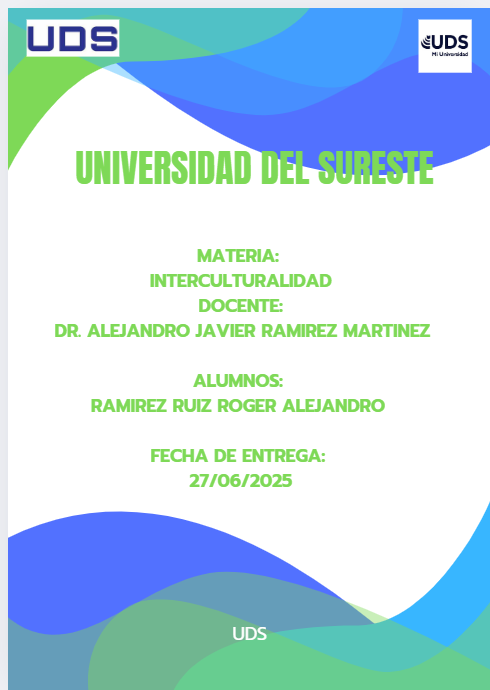 UDS
UDS
Mi Universidad
UNIVERSIDAD DEL SURESTE
MATERIA:
INTERCULTURALIDAD
DOCENTE:
DR. ALEJANDRO JAVIER RAMIREZ MARTINEZ
ALUMNOS:
RAMIREZ RUIZ ROGER ALEJANDRO
FECHA DE ENTREGA:
27/06/2025
UDS